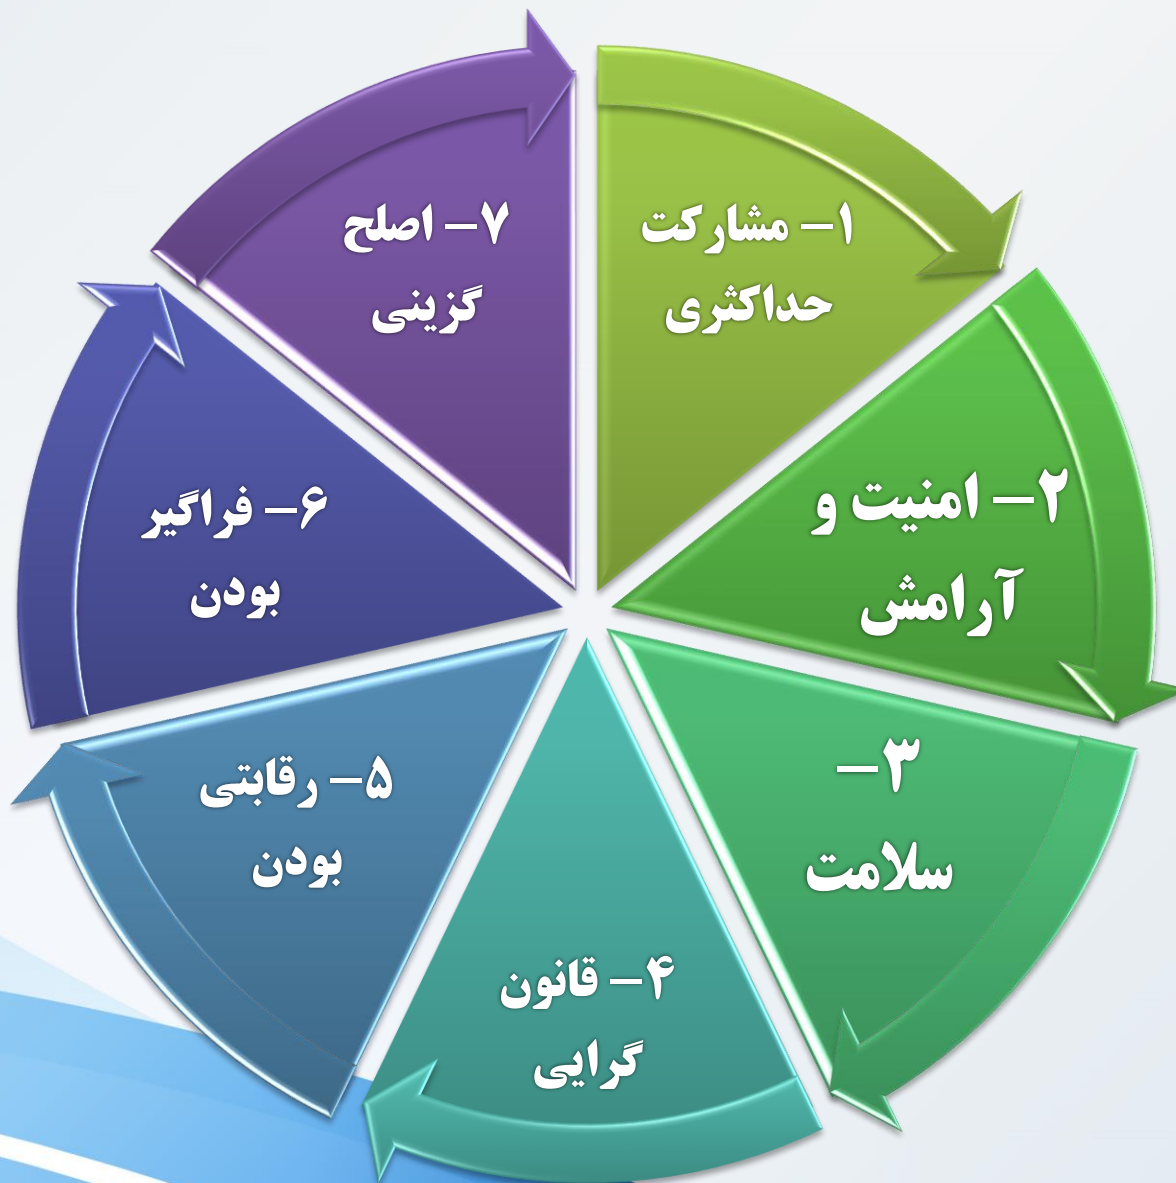 ۱- مشارکت
حداکثری
۲- امنیت و
آرامش
۳-
سلامت
۴- قانون
گرایی
۵- رقابتی
بودن
۶- فراگیر
بودن
۷- اصلح
گزینی